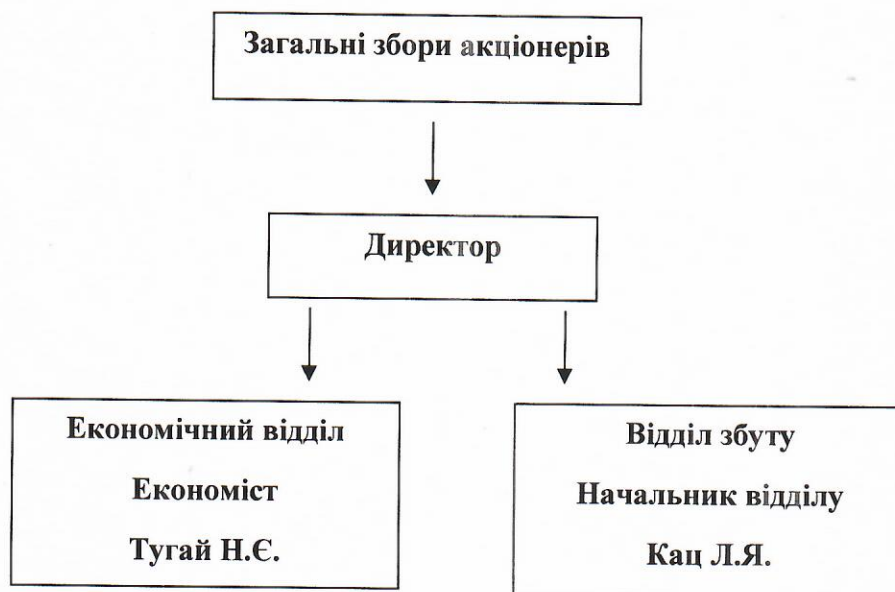 Загальні збори акціонерів
Директор
Економічний відділ
Економіст
Тугай Н.Є.
Відділ збуту
Начальник відділу
Кац Л.Я.